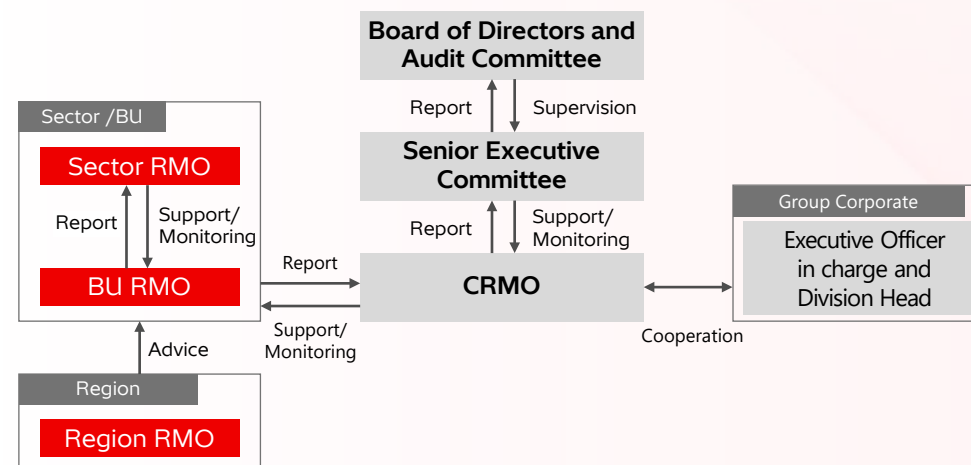 Board of Directors and
Audit Committee
Report
Supervision
Senior Executive
Committee
Report
Support/
Monitoring
CRMO
Sector /BU
Sector RMO
Report
Support/
Monitoring
BU RMO
Report
Support/
Monitoring
Advice
Region
Region RMO
Cooperation
Group Corporate
Executive Officer
in charge and
Division Head